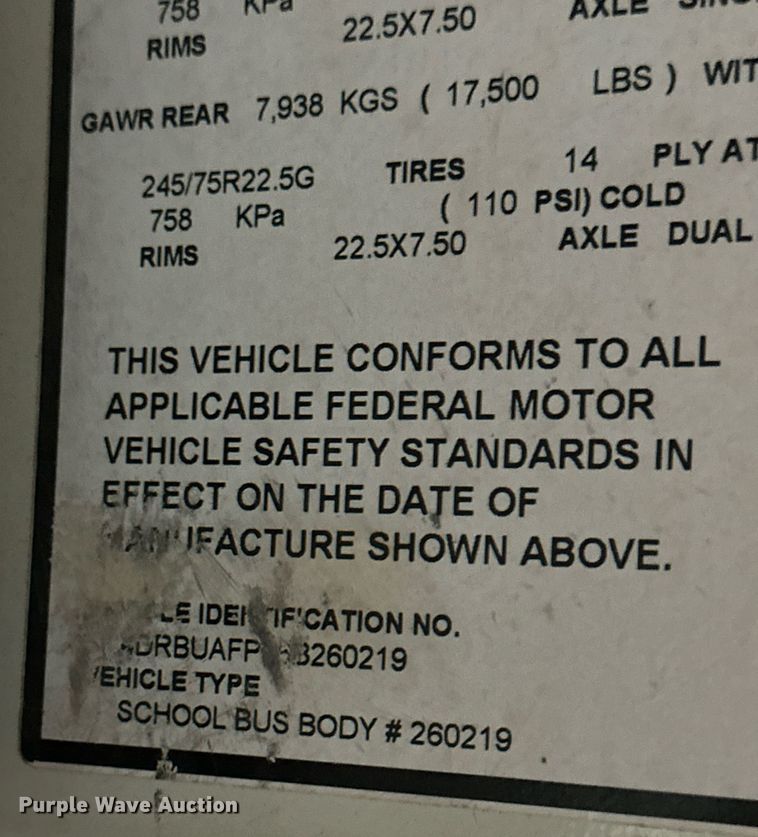 758 KPa
RIMS 22.5X7.50 AXLE
GAWR REAR 7,938 KGS ( 17,500 LBS ) WIT
245/75R22.5G TIRES 14 PLY AT
758 KPa ( 110 PSI) COLD
RIMS 22.5X7.50 AXLE DUAL
THIS VEHICLE CONFORMS TO ALL
APPLICABLE FEDERAL MOTOR
VEHICLE SAFETY STANDARDS IN
EFFECT ON THE DATE OF
MANUFACTURE SHOWN ABOVE.
IDENTIFICATION NO.
VEHICLE TYPE
SCHOOL BUS BODY # 260219
Purple Wave Auction